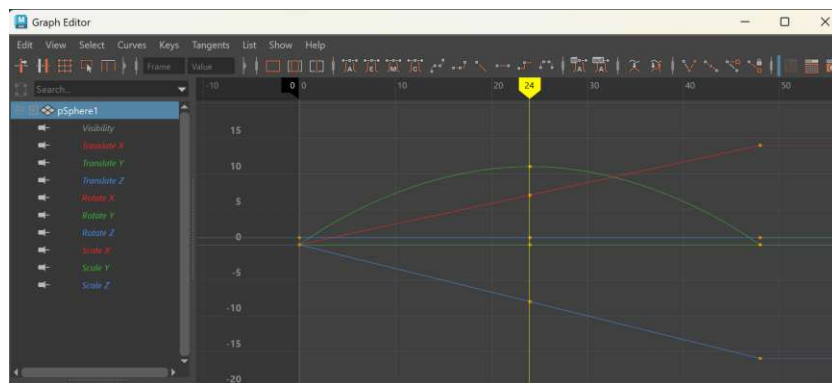 Graph Editor
Edit View Select Curves Keys Tangents List Show Help
Frame Value
Search...
-10 0 0 10 20 24 30 40 50
pSphere1
Visibility
Translate X
Translate Y
Translate Z
Rotate X
Rotate Y
Rotate Z
Scale X
Scale Y
Scale Z
15
10
5
0
-5
-10
-15
-20